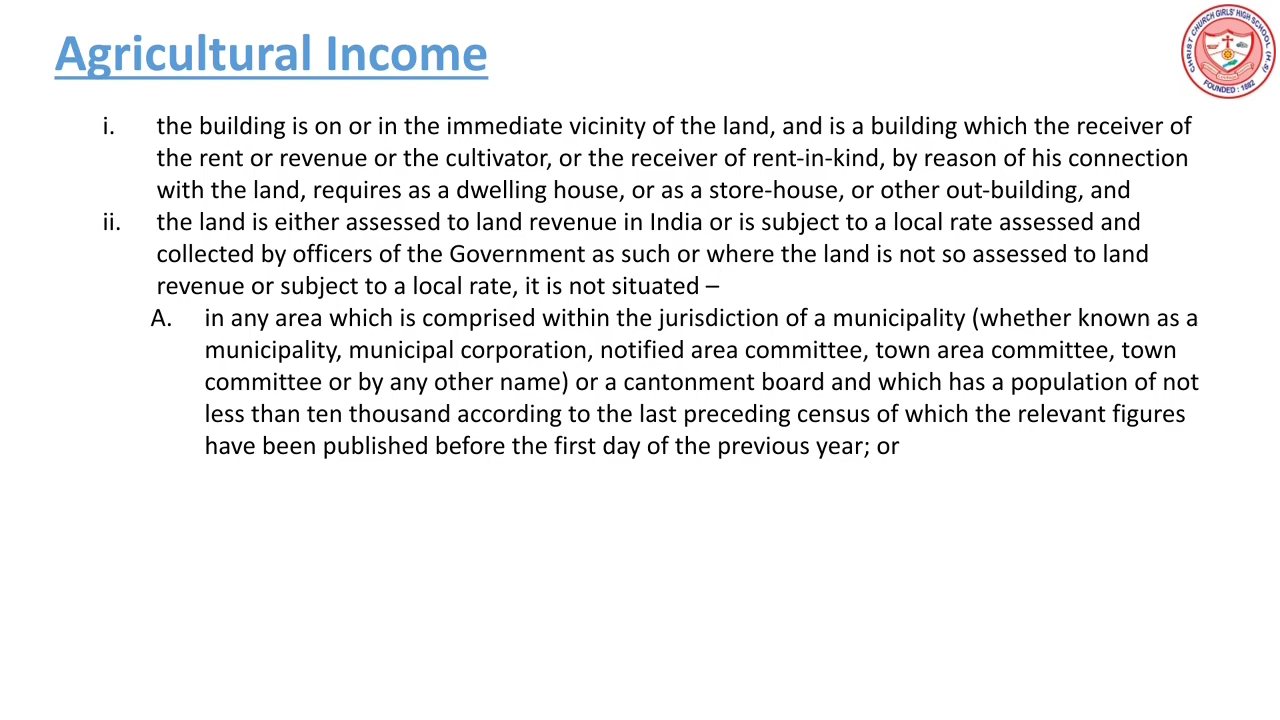 Agricultural Income
CHRIST CHURCH GIRLS' HIGH SCHOOL (H.S)
FOUNDED : 1882
i. the building is on or in the immediate vicinity of the land, and is a building which the receiver of
the rent or revenue or the cultivator, or the receiver of rent-in-kind, by reason of his connection
with the land, requires as a dwelling house, or as a store-house, or other out-building, and
ii. the land is either assessed to land revenue in India or is subject to a local rate assessed and
collected by officers of the Government as such or where the land is not so assessed to land
revenue or subject to a local rate, it is not situated –
A. in any area which is comprised within the jurisdiction of a municipality (whether known as a
municipality, municipal corporation, notified area committee, town area committee, town
committee or by any other name) or a cantonment board and which has a population of not
less than ten thousand according to the last preceding census of which the relevant figures
have been published before the first day of the previous year; or